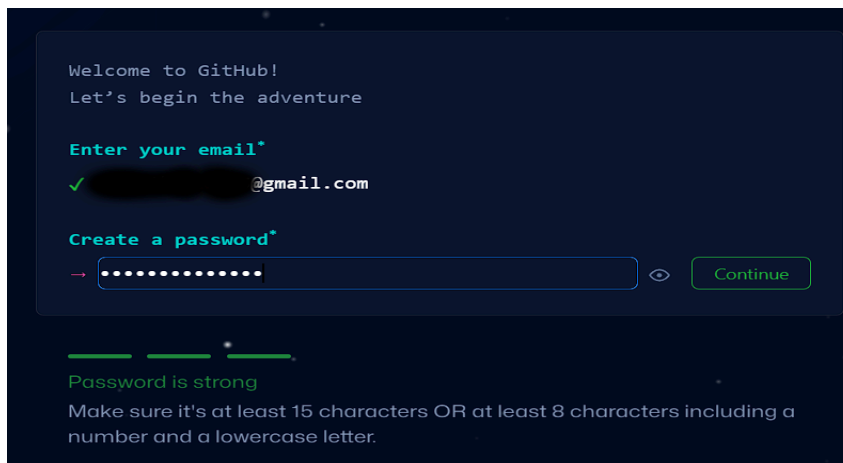 Welcome to GitHub!
Let’s begin the adventure
Enter your email*
✓ @gmail.com
Create a password*
→ •••••••••••••• Continue
Password is strong
Make sure it's at least 15 characters OR at least 8 characters including a
number and a lowercase letter.